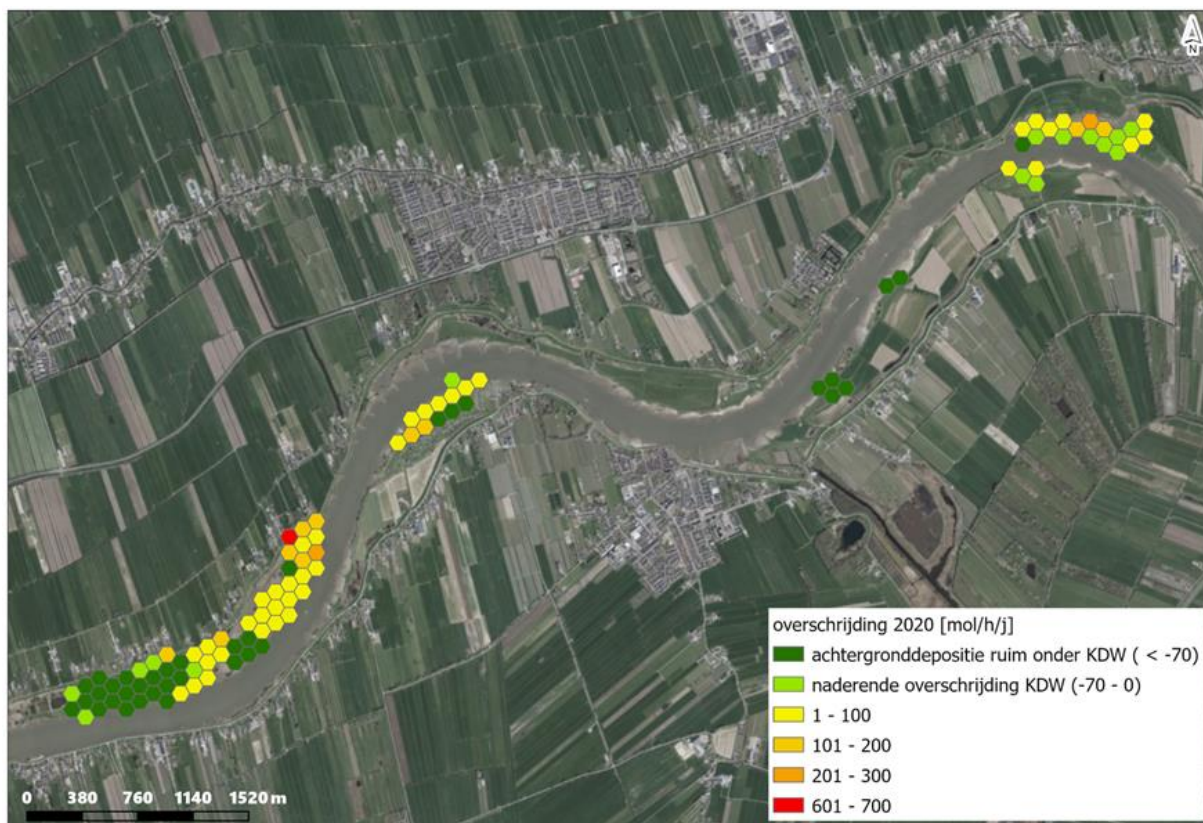 N
overschrijding 2020 [mol/h/j]
achtergronddepositie ruim onder KDW ( < -70)
naderende overschrijding KDW (-70 - 0)
1 - 100
101 - 200
201 - 300
601 - 700
0 380 760 1140 1520 m